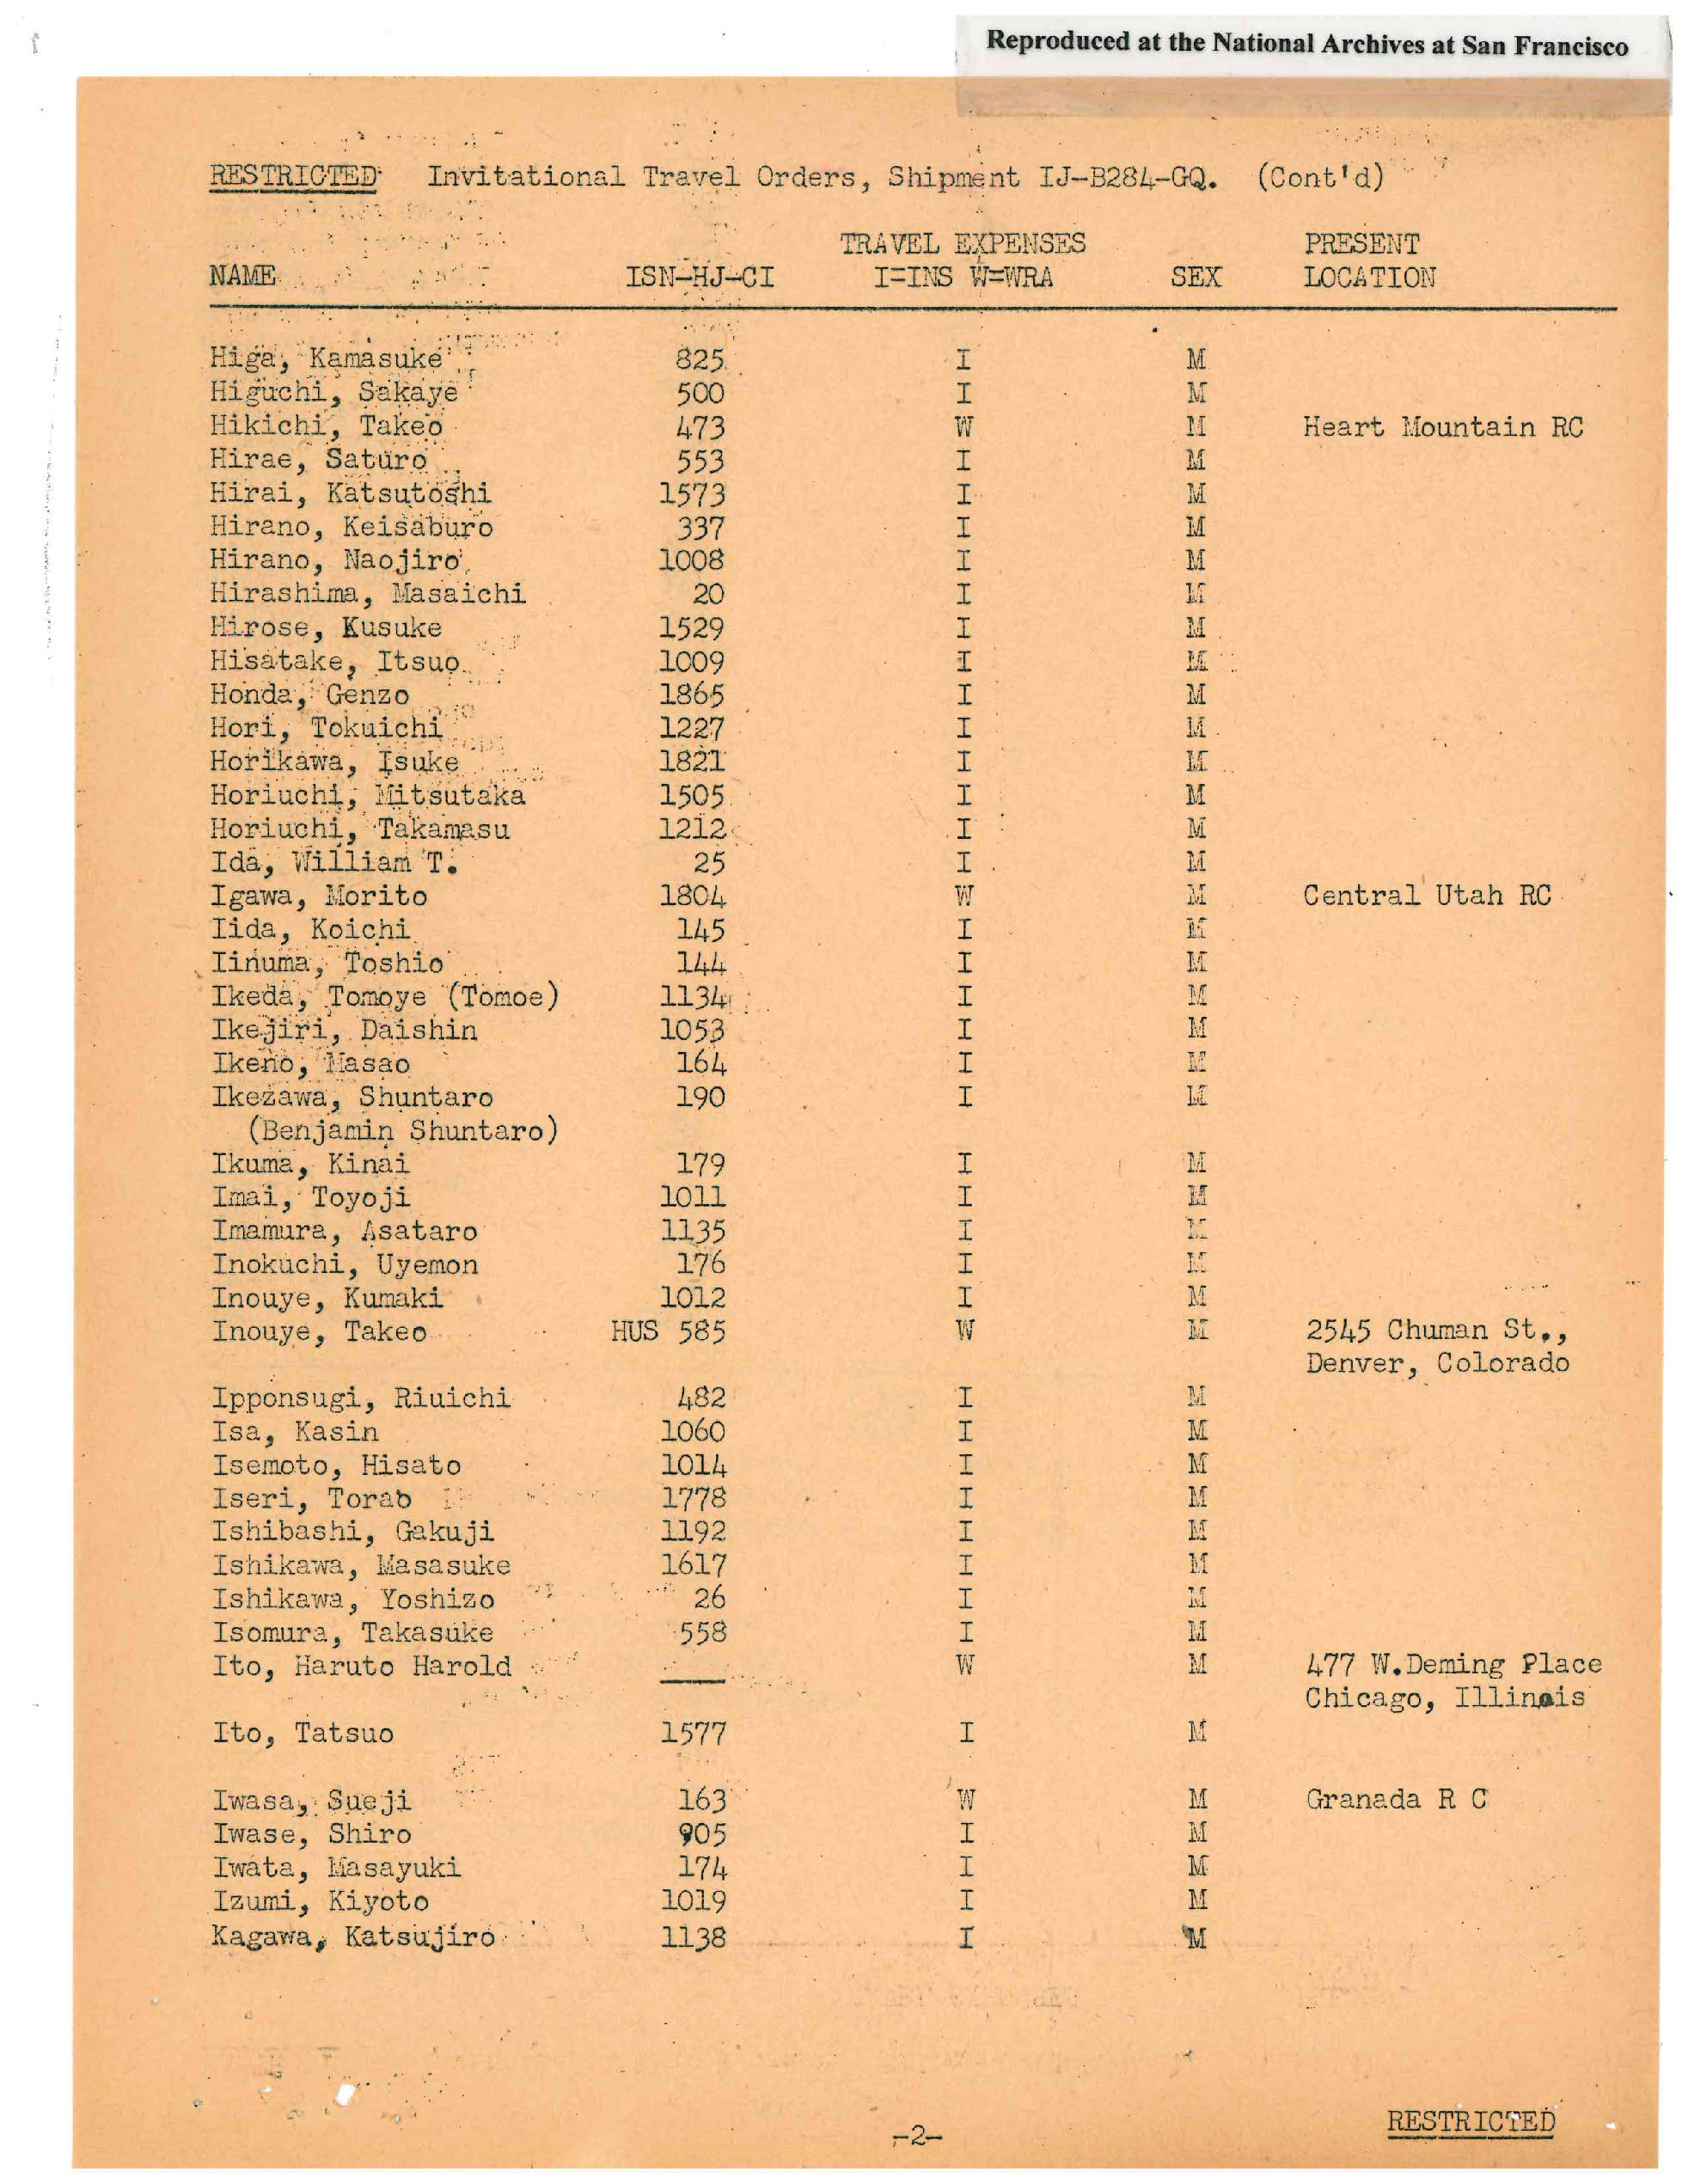 Reproduced at the National Archives at San Francisco
RESTRICTED Invitational Travel Orders, Shipment IJ-B284-GQ. (Cont'd)
TRAVEL EXPENSES PRESENT
NAME ISN-HJ-CI I=INS W=WRA SEX LOCATION
Higa, Kamasuke 825 I M
Higuchi, Sakaye 500 I M
Hikichi, Takeo 473 W M Heart Mountain RC
Hirae, Saturo 553 I M
Hirai, Katsutoshi 1573 I M
Hirano, Keisaburo 337 I M
Hirano, Naojiro 1008 I M
Hirashima, Masaichi 20 I M
Hirose, Kusuke 1529 I M
Hisatake, Itsuo 1009 I M
Honda, Genzo 1865 I M
Hori, Tokuichi 1227 I M
Horikawa, Isuke 1821 I M
Horiuchi, Mitsutaka 1505 I M
Horiuchi, Takamasu 1212 I M
Ida, William T. 25 I M
Igawa, Morito 1804 W M Central Utah RC
Iida, Koichi 145 I M
Iinuma, Toshio 144 I M
Ikeda, Tomoye (Tomoe) 1134 I M
Ikejiri, Daishin 1053 I M
Ikeno, Masao 164 I M
Ikezawa, Shuntaro 190 I M
(Benjamin Shuntaro)
Ikuma, Kinai 179 I M
Imai, Toyoji 1011 I M
Imamura, Asataro 1135 I M
Inokuchi, Uyemon 176 I M
Inouye, Kumaki 1012 I M
Inouye, Takeo HUS 585 W M 2545 Chuman St.,
Denver, Colorado
Ipponsugi, Riuichi 482 I M
Isa, Kasin 1060 I M
Isemoto, Hisato 1014 I M
Iseri, Torao 1778 I M
Ishibashi, Gakuji 1192 I M
Ishikawa, Masasuke 1617 I M
Ishikawa, Yoshizo 26 I M
Isomura, Takasuke 558 I M
Ito, Haruto Harold —— W M 477 W.Deming Place
Chicago, Illinois
Ito, Tatsuo 1577 I M
Iwasa, Sueji 163 W M Granada R C
Iwase, Shiro 905 I M
Iwata, Masayuki 174 I M
Izumi, Kiyoto 1019 I M
Kagawa, Katsujiro 1138 I M
RESTRICTED
-2-